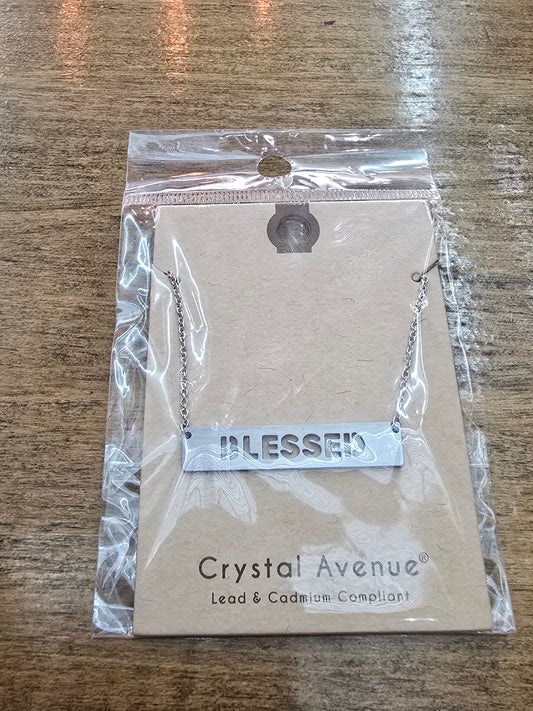 BLESSED
Crystal Avenue®
Lead & Cadmium Compliant